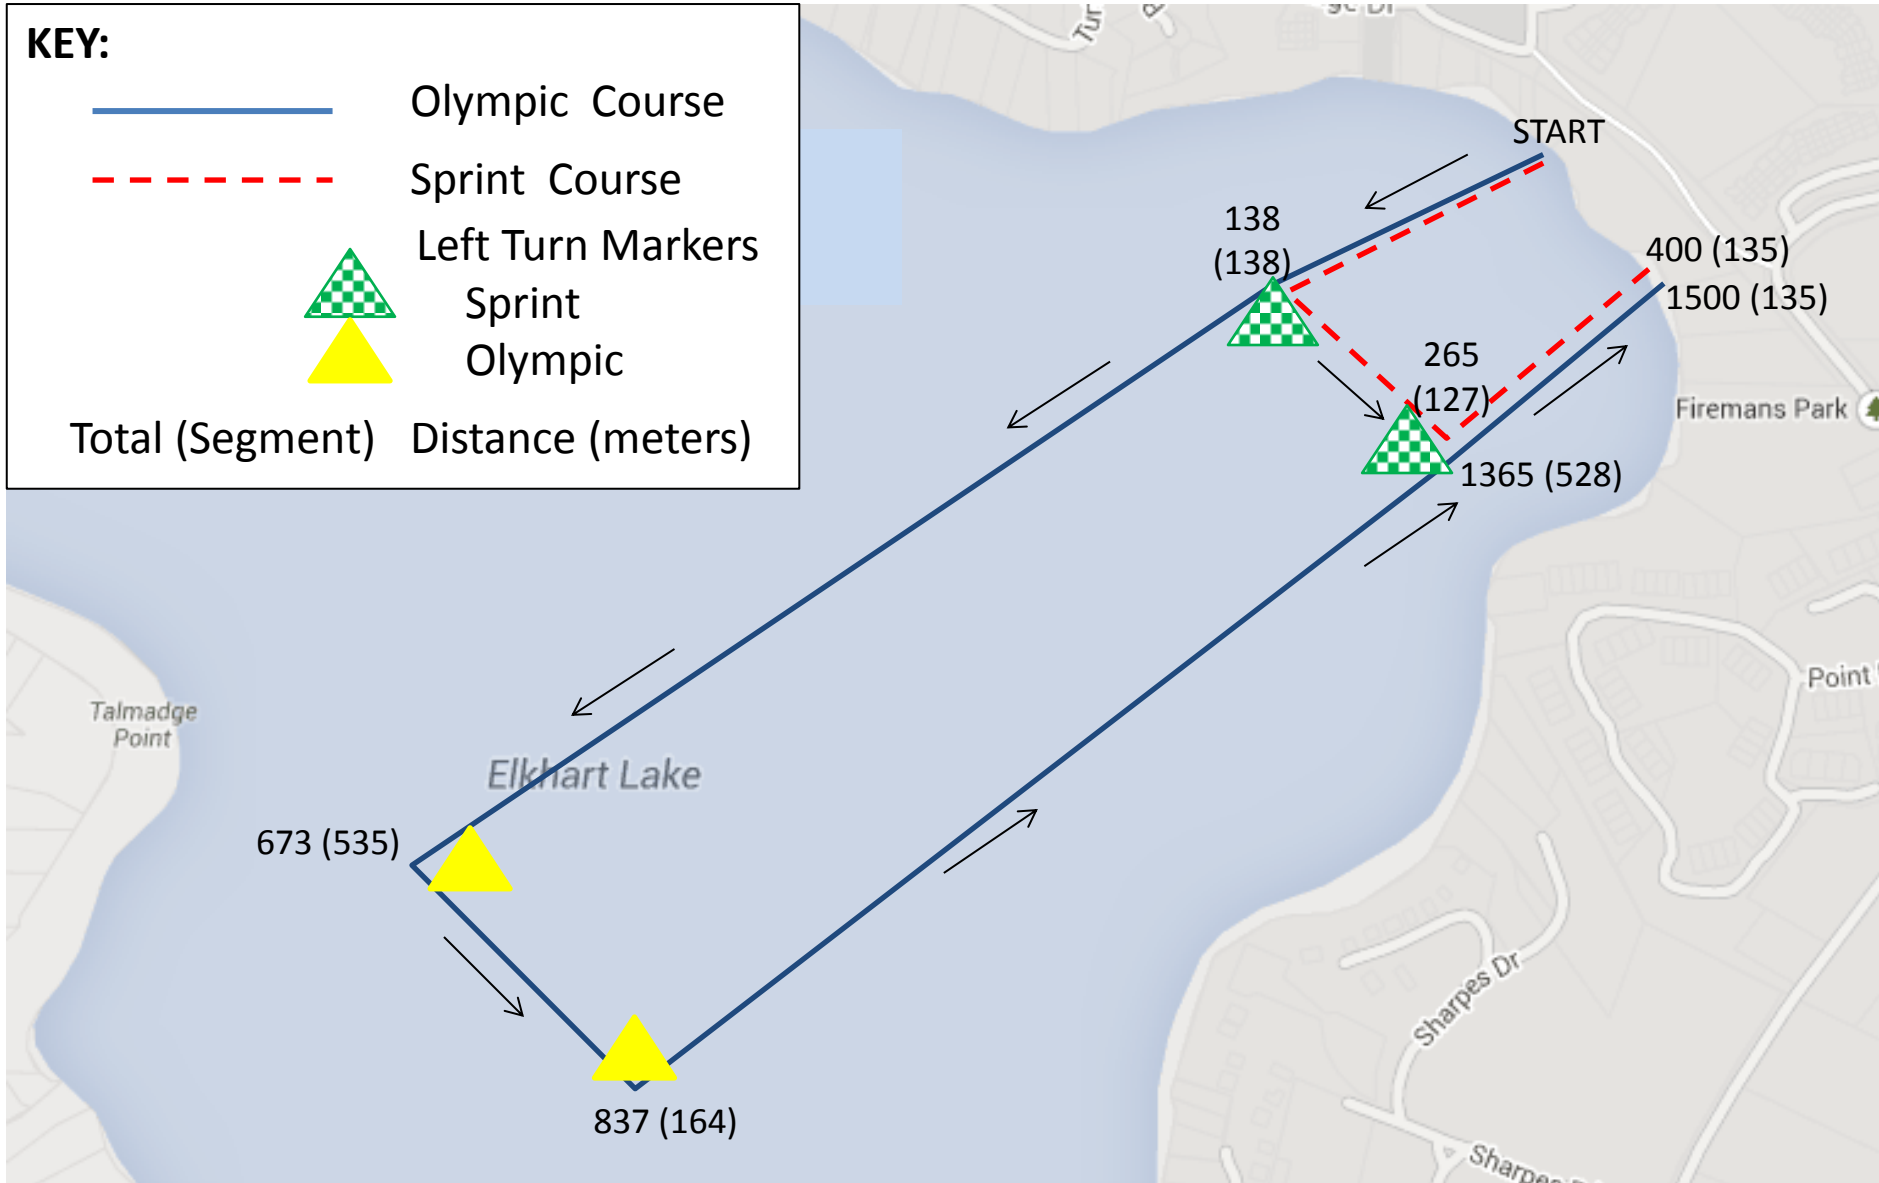 KEY:
Olympic Course
Sprint Course
Left Turn Markers
Sprint
Olympic
Total (Segment) Distance (meters)
START
138
(138)
400 (135)
1500 (135)
265
(127)
Firemans Park
1365 (528)
Point
Talmadge
Point
Elkhart Lake
673 (535)
837 (164)
Sharpes Dr
Sharpes